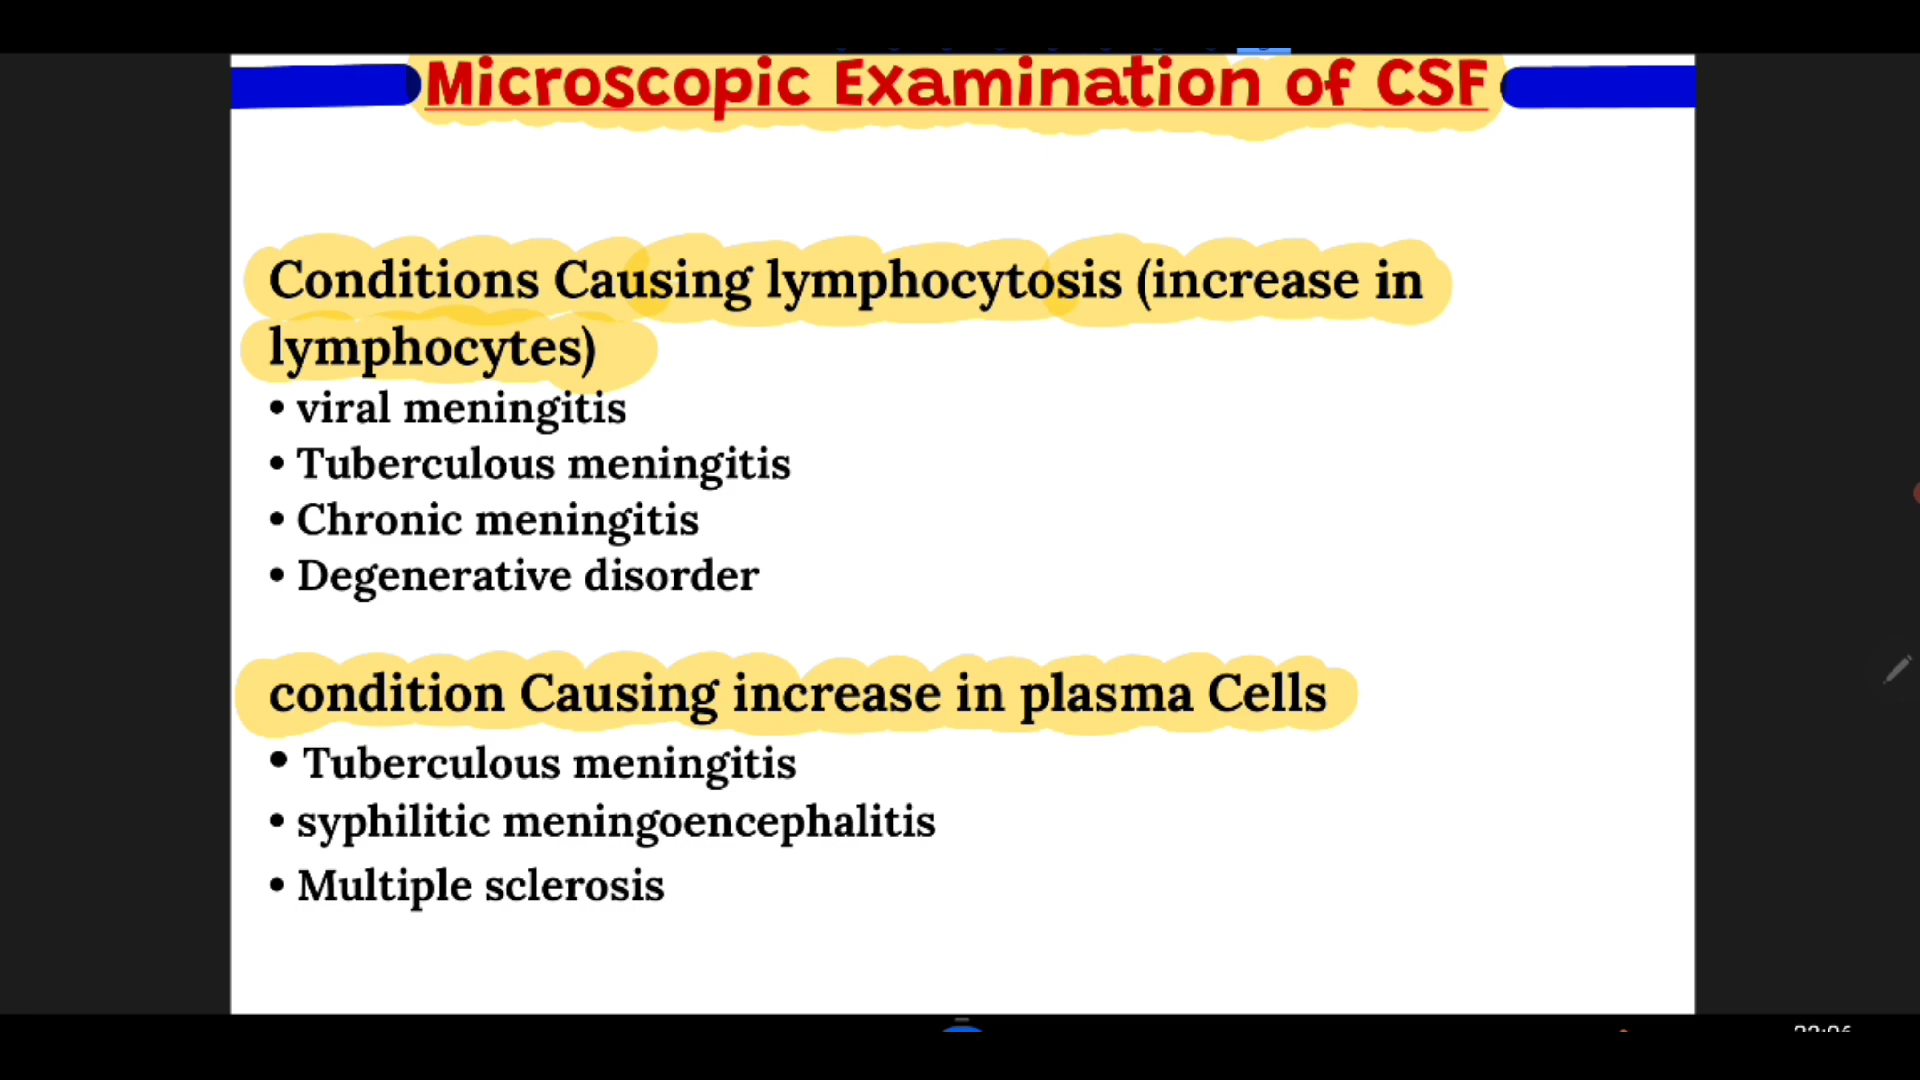 Microscopic Examination of CSF
Conditions Causing lymphocytosis (increase in
lymphocytes)
• viral meningitis
• Tuberculous meningitis
• Chronic meningitis
• Degenerative disorder
condition Causing increase in plasma Cells
• Tuberculous meningitis
• syphilitic meningoencephalitis
• Multiple sclerosis